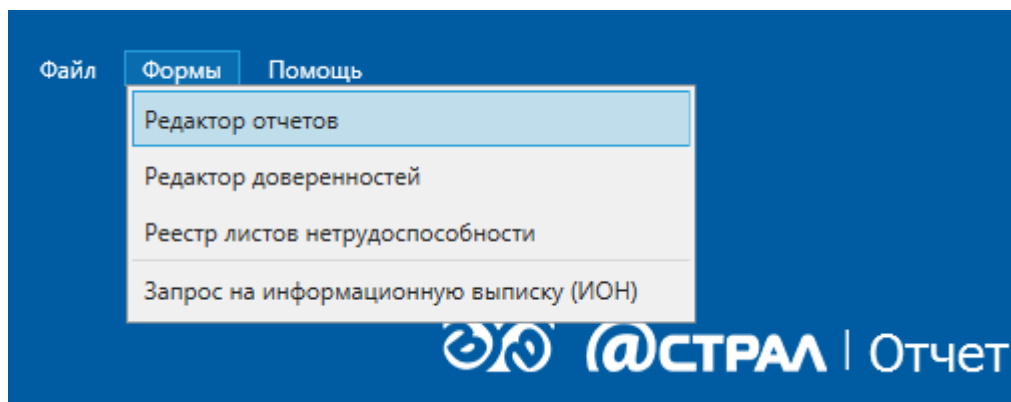 Файл Формы Помощь
Редактор отчетов
Редактор доверенностей
Реестр листов нетрудоспособности
Запрос на информационную выписку (ИОН)
@СТРАЛ | Отчет